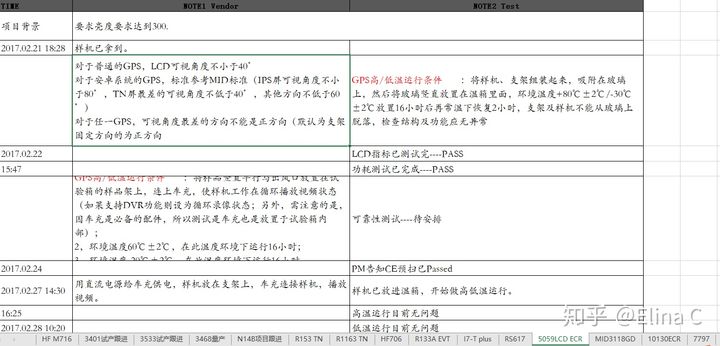 TIME NOTE1 Vendor NOTE2 Test
项目背景 要求亮度要求达到300.
2017.02.21 18:28 样机已拿到。
对于普通的GPS，LCD可视角度不小于40°
对于安卓系统的GPS，标准参考MID标准（IPS屏可视角度不小
于80°，TN屏最差的可视角度不低于40°，其他方向不低于60
°）
对于任一GPS，可视角度最差的方向不能是正方向（默认为支架
固定方向的为正方向
GPS高/低温运行条件 ：将样机、支架组装起来，吸附在玻璃
上，然后将玻璃竖直放置在温箱里面，环境温度+80℃±2℃/-30℃
±2℃放置16小时后再常温下恢复2小时，支架及样机不能从玻璃上
脱落，检查结构及功能应无异常
2017.02.22 LCD指标已测试完----PASS
15:47 功耗测试已完成----PASS
GPS高/低温运行条件 ：将样品竖直平行与出风口放置在试
验箱的样品架上，连上车充，使样机工作在循环播放视频状态
（如果支持DVR功能则设为循环录像状态；另外，需注意的是，
因车充是必备的配件，所以测试是车充也是放置于试验箱内
部）；
2，环境温度60℃±2℃，在此温度环境下运行16小时；
可靠性测试----待安排
2017.02.24 PM告知CE预扫已Passed
2017.02.27 14:30 用直流电源给车充供电，样机放在支架上，车充连接样机，播放
视频。
样机已放进温箱，开始做高低温运行。
16:25 高温运行目前无问题
2017.02.28 10:20 低温运行目前无问题
HF M716 3401试产跟进 3533试产跟进 3468量产 N14B项目跟进 R153 TN R1163 TN HF706 R133A EVT I7-T plus RS617 5059LCD ECR MID3118GD 10130ECR 7797
知乎 @Elina C